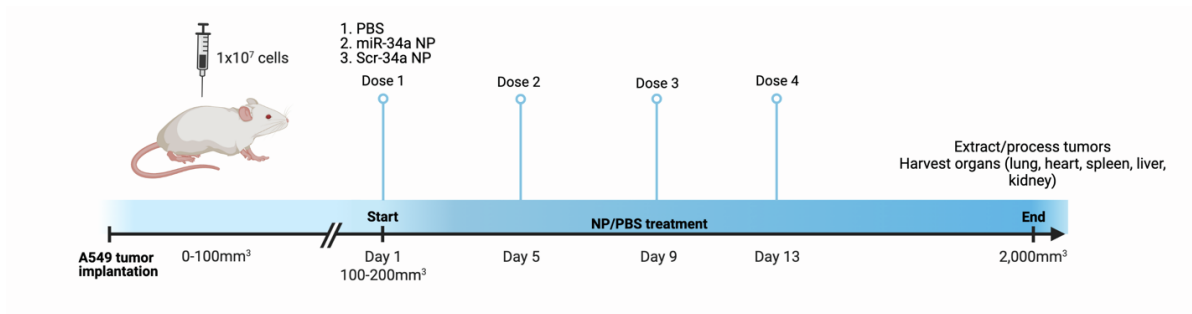 1. PBS
2. miR-34a NP
3. Scr-34a NP
1x10⁷ cells
Dose 1
Dose 2
Dose 3
Dose 4
Extract/process tumors
Harvest organs (lung, heart, spleen, liver,
kidney)
Start
NP/PBS treatment
End
A549 tumor
implantation
0-100mm³
Day 1
100-200mm³
Day 5
Day 9
Day 13
2,000mm³